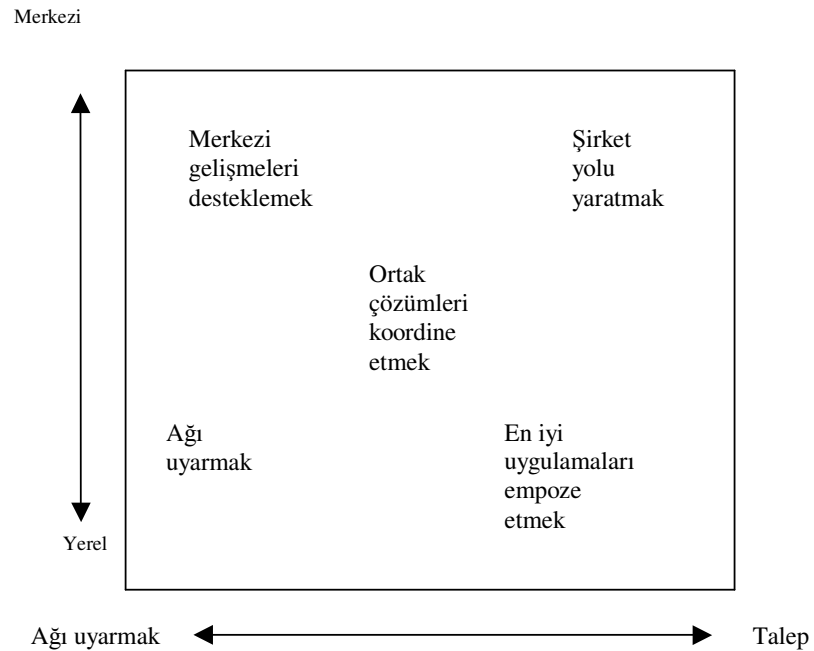 Merkezi
Merkezi
gelişmeleri
desteklemek
Şirket
yolu
yaratmak
Ortak
çözümleri
koordine
etmek
Ağı
uyarmak
En iyi
uygulamaları
empoze
etmek
Yerel
Ağı uyarmak
Talep